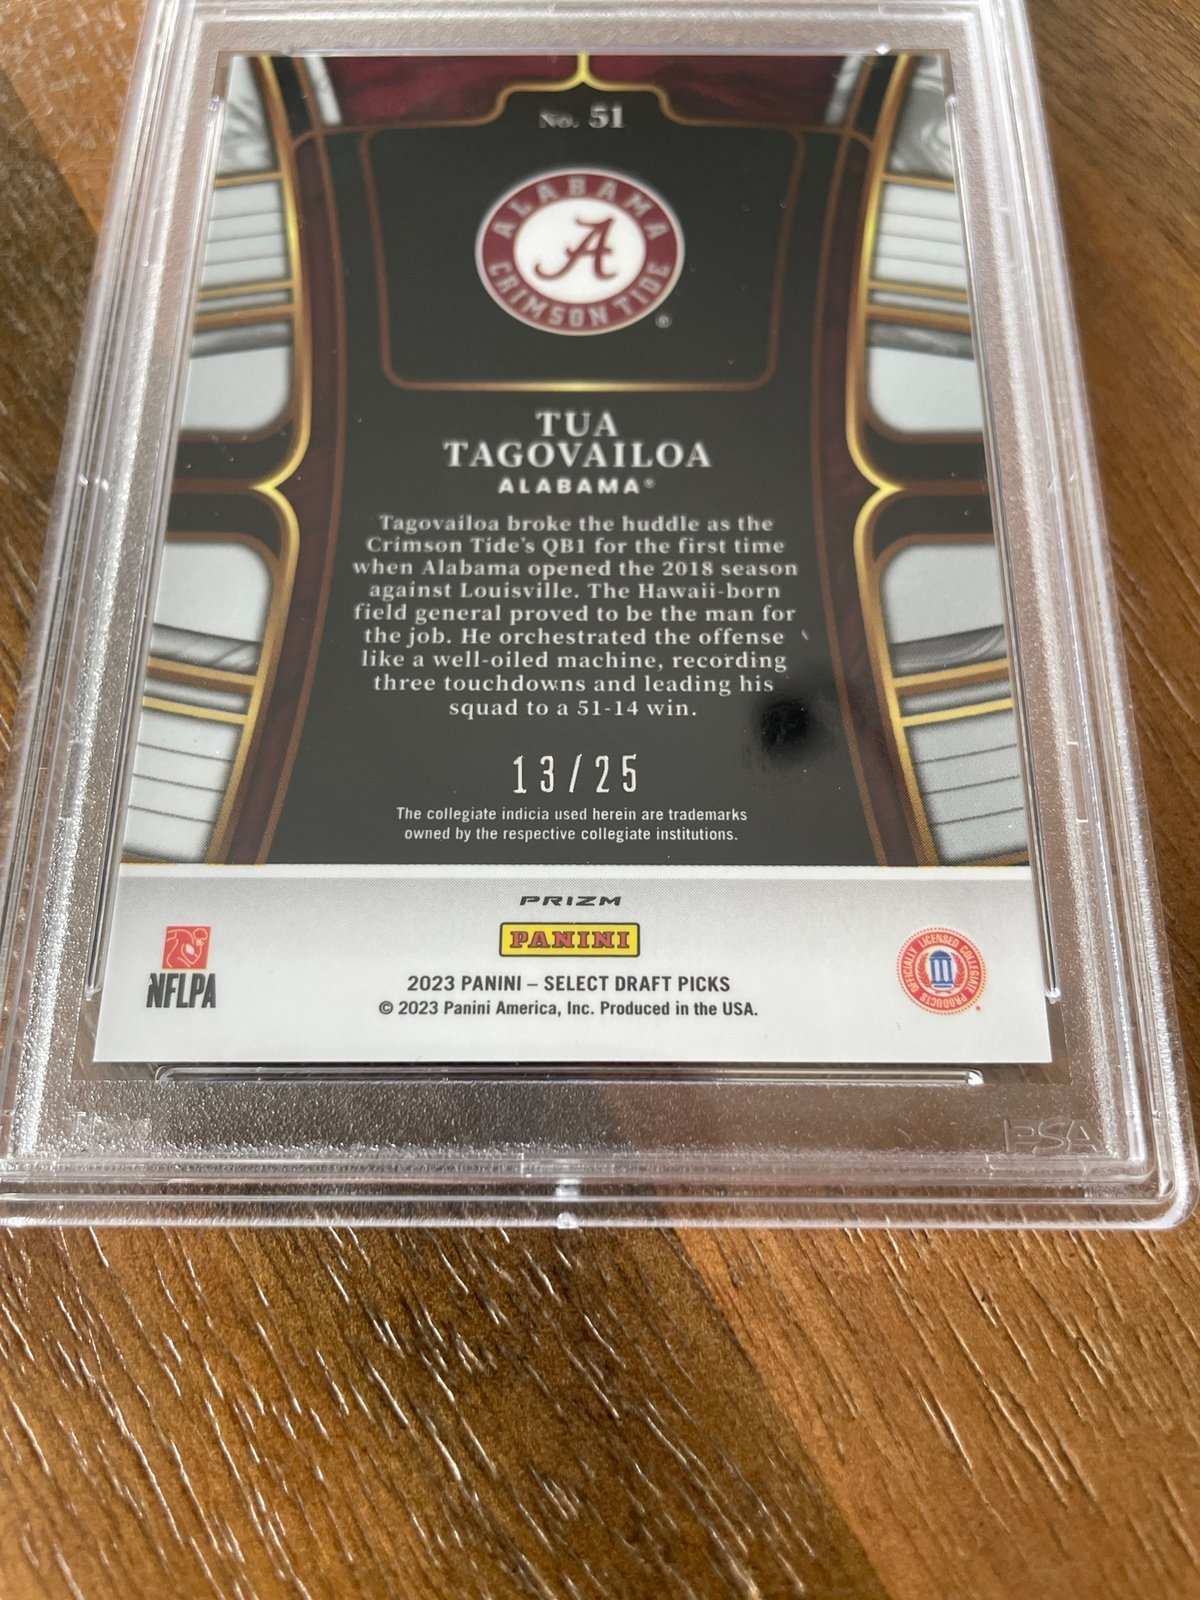 No. 51
ALABAMA
A
CRIMSON TIDE®
TUA
TAGOVAILOA
ALABAMA®
Tagovailoa broke the huddle as the
Crimson Tide's QB1 for the first time
when Alabama opened the 2018 season
against Louisville. The Hawaii-born
field general proved to be the man for
the job. He orchestrated the offense
like a well-oiled machine, recording
three touchdowns and leading his
squad to a 51-14 win.
13/25
The collegiate indicia used herein are trademarks
owned by the respective collegiate institutions.
PRIZM
PANINI
NFLPA
OFFICIALLY LICENSED COLLEGIATE PRODUCTS
2023 PANINI – SELECT DRAFT PICKS
© 2023 Panini America, Inc. Produced in the USA.
PSA